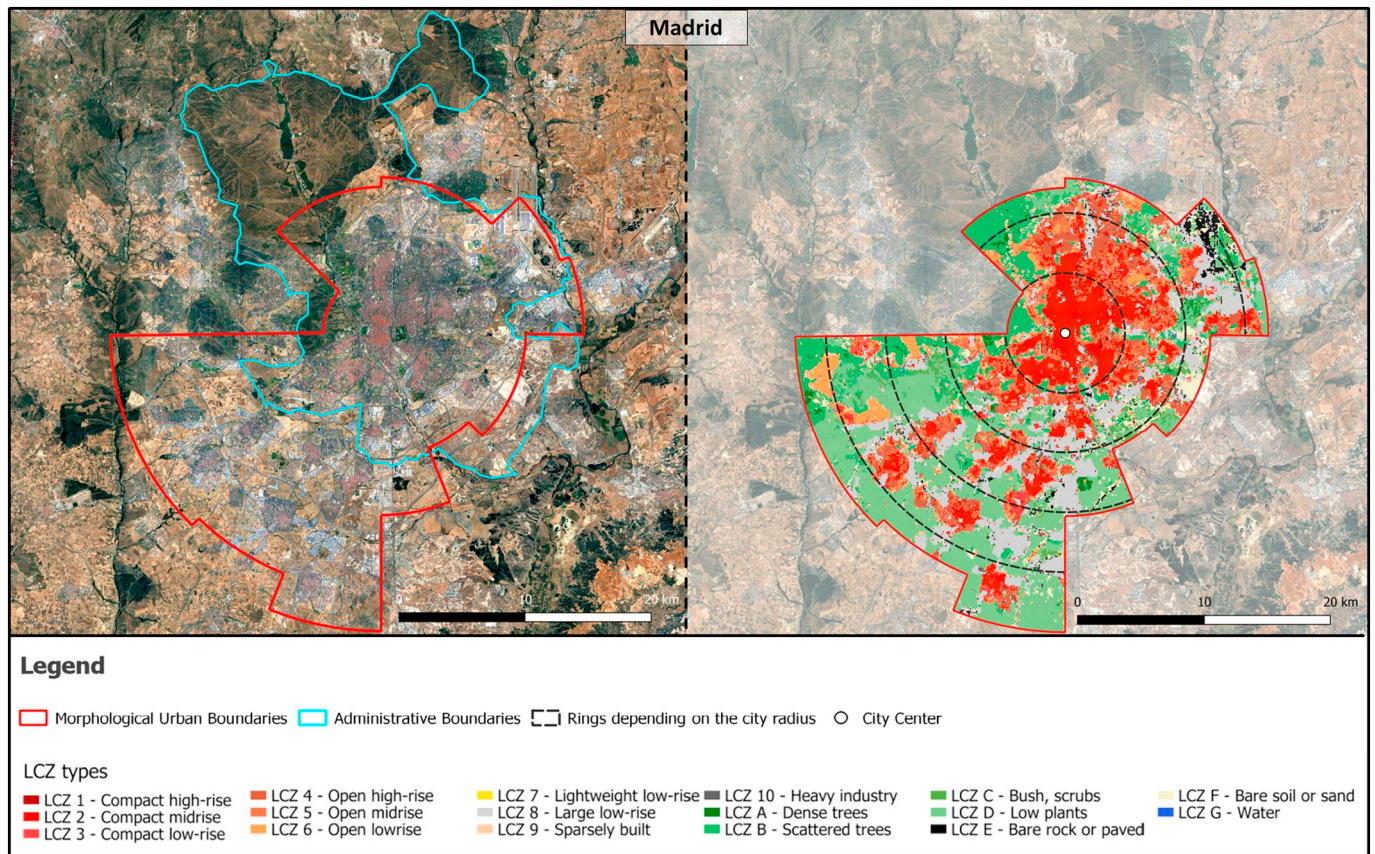 Madrid
0 10 20 km
0 10 20 km
Legend
Morphological Urban Boundaries Administrative Boundaries Rings depending on the city radius City Center
LCZ types
LCZ 1 - Compact high-rise
LCZ 2 - Compact midrise
LCZ 3 - Compact low-rise
LCZ 4 - Open high-rise
LCZ 5 - Open midrise
LCZ 6 - Open lowrise
LCZ 7 - Lightweight low-rise
LCZ 8 - Large low-rise
LCZ 9 - Sparsely built
LCZ 10 - Heavy industry
LCZ A - Dense trees
LCZ B - Scattered trees
LCZ C - Bush, scrubs
LCZ D - Low plants
LCZ E - Bare rock or paved
LCZ F - Bare soil or sand
LCZ G - Water